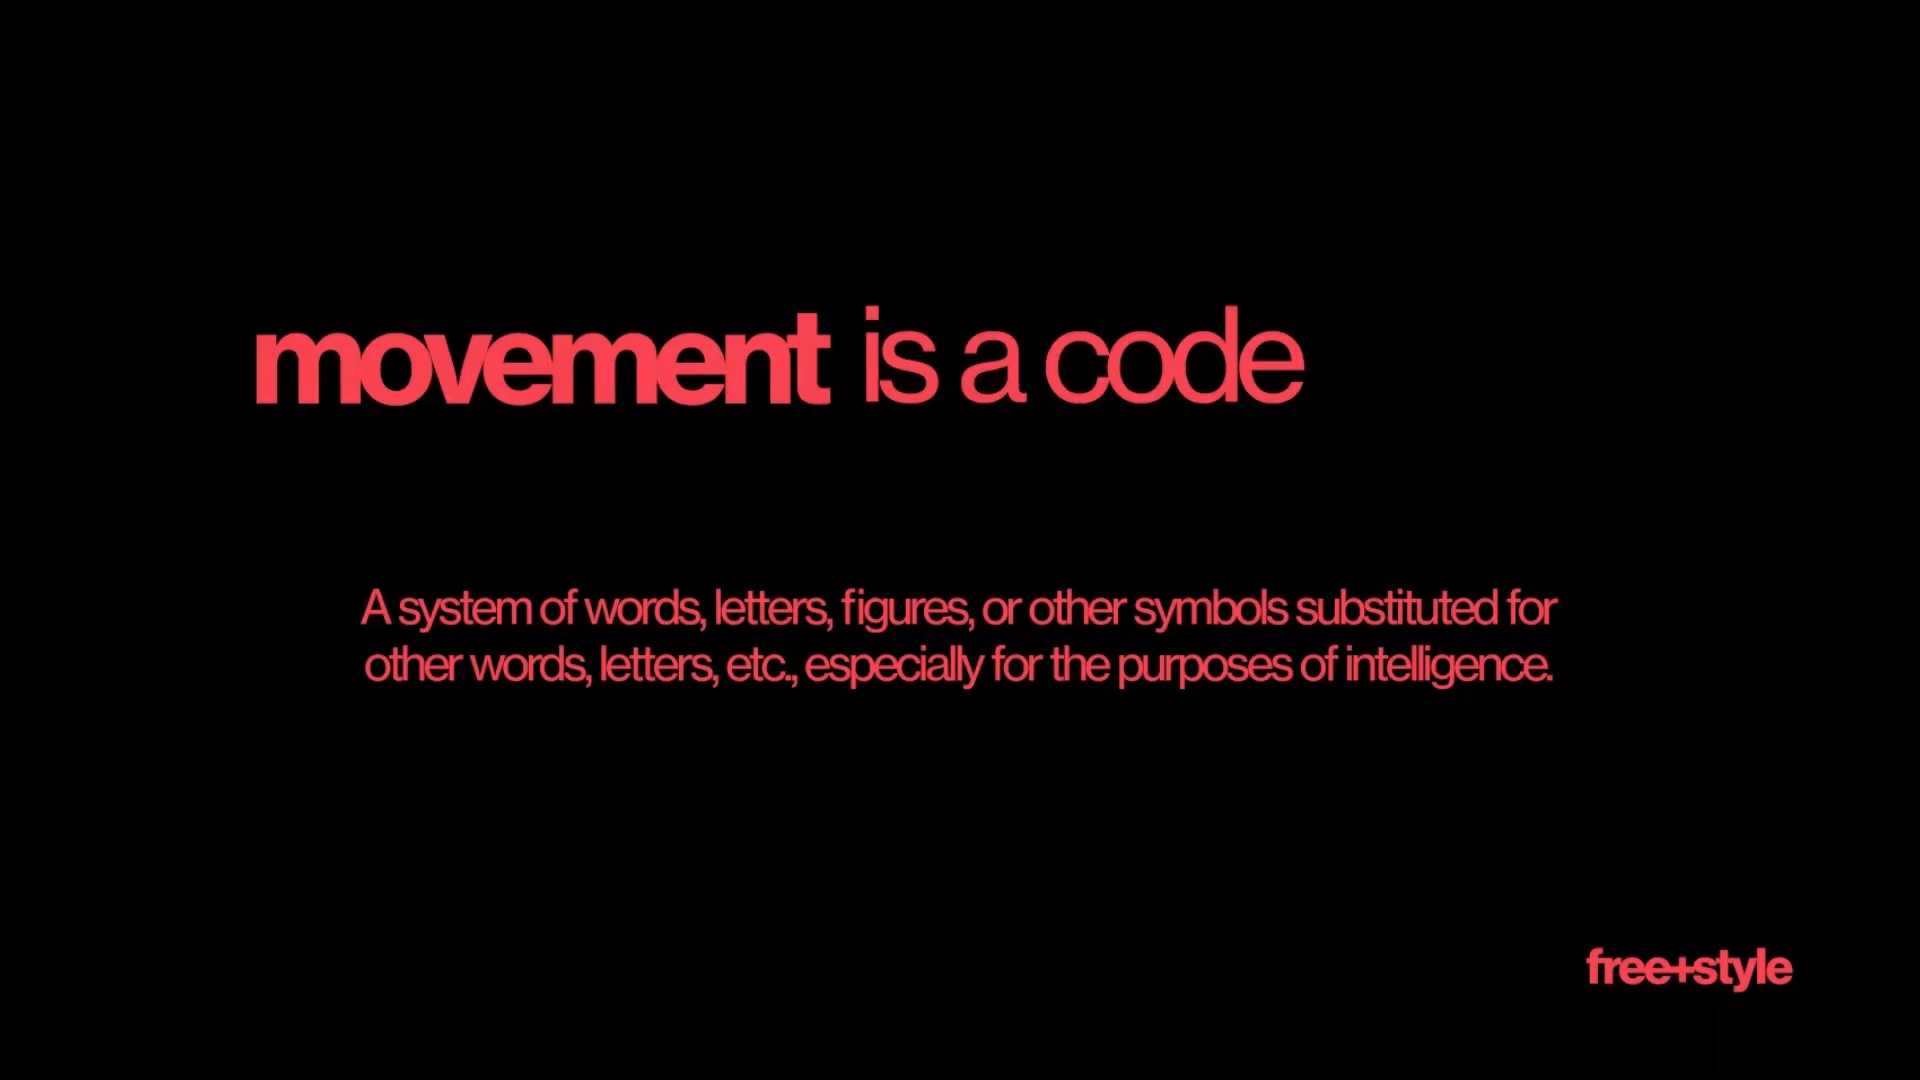 movement is a code
A system of words, letters, figures, or other symbols substituted for
other words, letters, etc., especially for the purposes of intelligence.
free+style